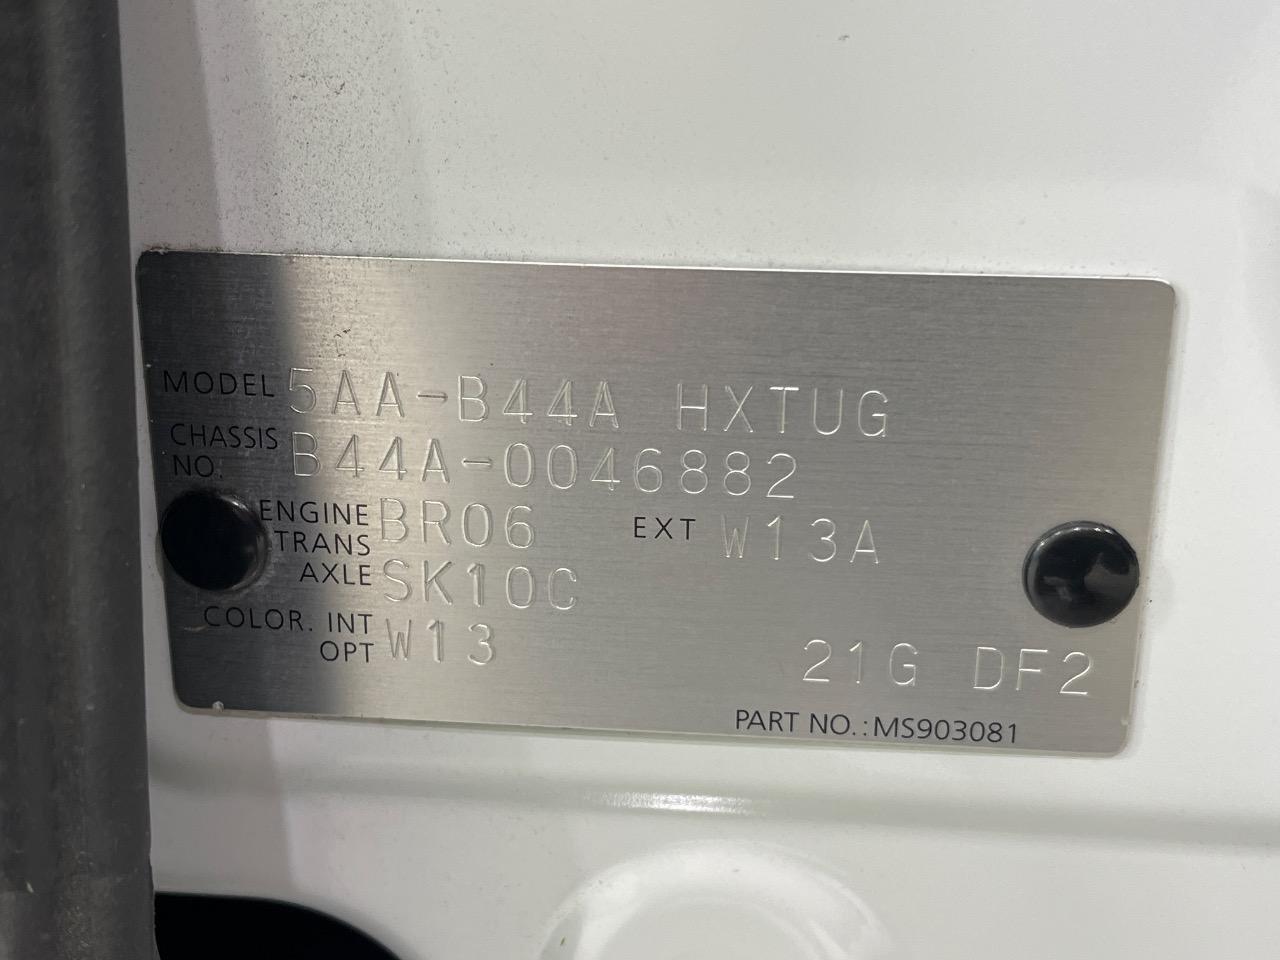 MODEL 5AA-B44A HXTUG
CHASSIS NO. B44A-0046882
ENGINE BR06 EXT W13A
TRANS AXLE SK10C
COLOR. INT W13
OPT
21G DF2
PART NO.:MS903081